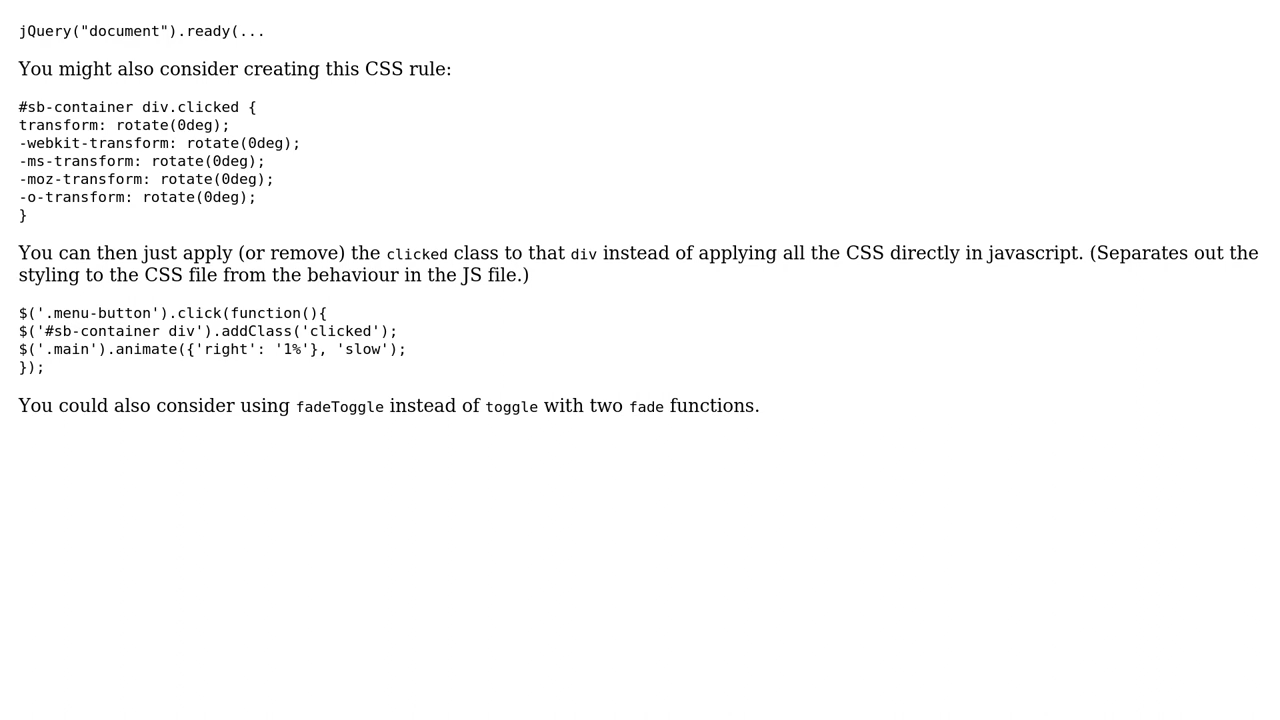 jQuery("document").ready(...
You might also consider creating this CSS rule:
#sb-container div.clicked {
transform: rotate(0deg);
-webkit-transform: rotate(0deg);
-ms-transform: rotate(0deg);
-moz-transform: rotate(0deg);
-o-transform: rotate(0deg);
}
You can then just apply (or remove) the clicked class to that div instead of applying all the CSS directly in javascript. (Separates out the
styling to the CSS file from the behaviour in the JS file.)
$('.menu-button').click(function(){
$('#sb-container div').addClass('clicked');
$('.main').animate({'right': '1%'}, 'slow');
});
You could also consider using fadeToggle instead of toggle with two fade functions.